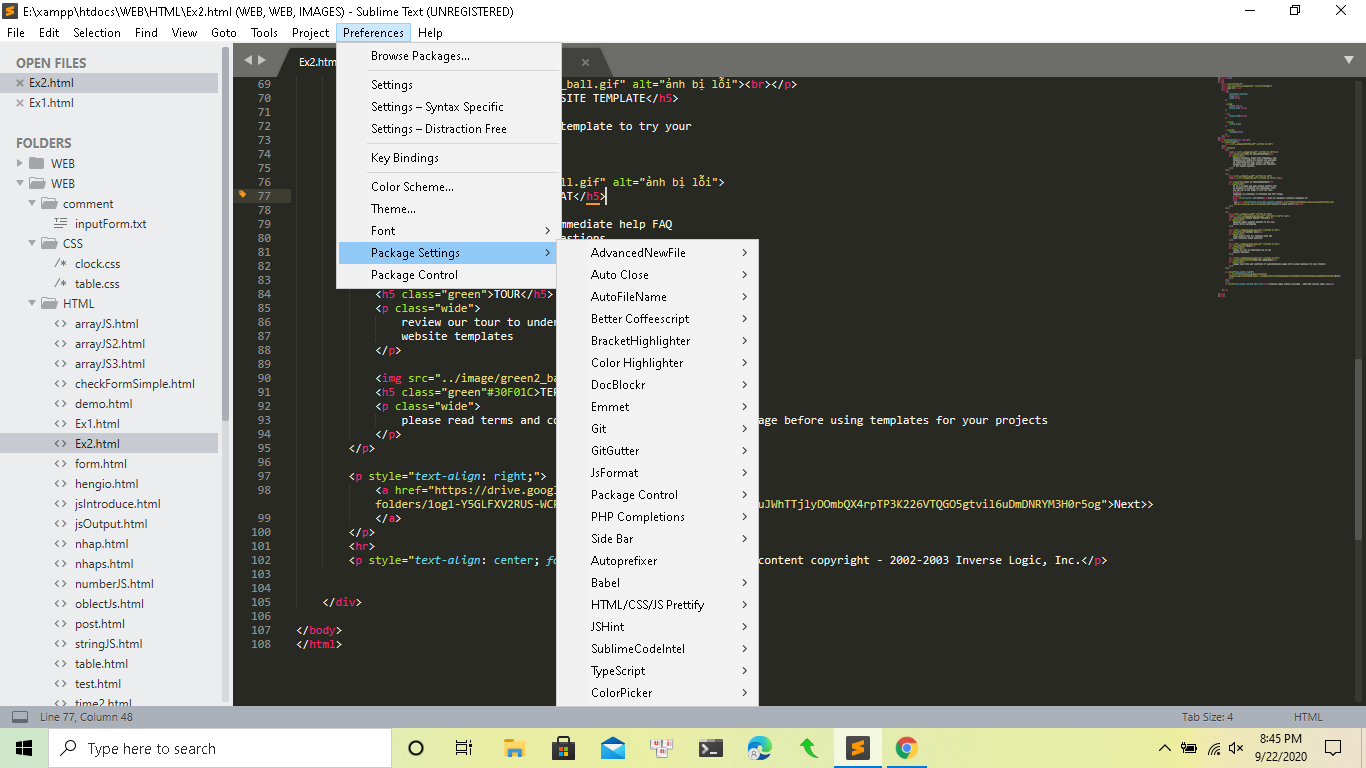 E:\xampp\htdocs\WEB\HTML\Ex2.html (WEB, WEB, IMAGES) - Sublime Text (UNREGISTERED)
File Edit Selection Find View Goto Tools Project Preferences Help
OPEN FILES
Ex2.html
Ex1.html
FOLDERS
WEB
WEB
comment
inputForm.txt
CSS
/* clock.css
/* table.css
HTML
<> arrayJS.html
<> arrayJS2.html
<> arrayJS3.html
<> checkFormSimple.html
<> demo.html
<> Ex1.html
<> Ex2.html
<> form.html
<> hengio.html
<> jsIntroduce.html
<> jsOutput.html
<> nhap.html
<> nhaps.html
<> numberJS.html
<> oblectJs.html
<> post.html
<> stringJS.html
<> table.html
<> test.html
<> time2.html
Ex2.htm
Browse Packages...
Settings
Settings – Syntax Specific
Settings – Distraction Free
Key Bindings
Color Scheme...
Theme...
Font
Package Settings
Package Control
AdvancedNewFile
Auto Close
AutoFileName
Better Coffeescript
BracketHighlighter
Color Highlighter
DocBlockr
Emmet
Git
GitGutter
JsFormat
Package Control
PHP Completions
Side Bar
Autoprefixer
Babel
HTML/CSS/JS Prettify
JSHint
SublimeCodeIntel
TypeScript
ColorPicker
69 _ball.gif" alt="ảnh bị lỗi"><br></p>
70 SITE TEMPLATE</h5>
71
72 template to try your
73
74
75
76 ll.gif" alt="ảnh bị lỗi">
77 AT</h5>
78
79 mmediate help FAQ
80 estions
81
82
83
84 <h5 class="green">TOUR</h5>
85 <p class="wide">
86 review our tour to under
87 website templates
88 </p>
89
90 <img src="../image/green2_ba
91 <h5 class="green"#30F01C>TER
92 <p class="wide">
93 please read terms and co age before using templates for your projects
94 </p>
95 </p>
96
97 <p style="text-align: right;">
98 <a href="https://drive.googl
folders/1ogl-Y5GLFXV2RUS-WCF uJWhTTjlyDOmbQX4rpTP3K226VTQGO5gtvil6uDmDNRYM3H0r5og">Next>>
99 </a>
100 </p>
101 <hr>
102 <p style="text-align: center; fo content copyright - 2002-2003 Inverse Logic, Inc.</p>
103
104
105 </div>
106
107 </body>
108 </html>
Line 77, Column 48
Tab Size: 4
HTML
Type here to search
8:45 PM
9/22/2020